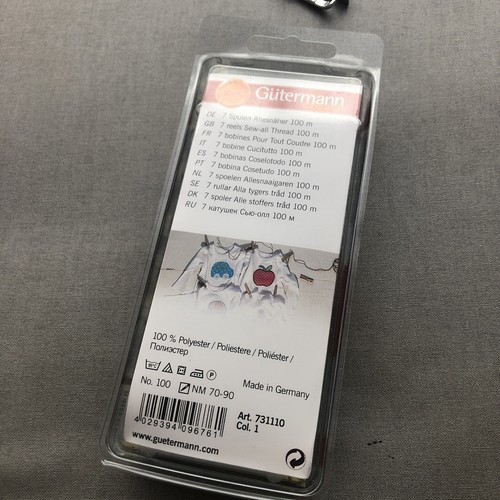 Gütermann
DE 7 Spulen Allesnäher 100 m
GB 7 reels Sew-all Thread 100 m
FR 7 bobines Pour Tout Coudre 100 m
IT 7 bobine Cucitutto 100 m
ES 7 bobinas Coselotodo 100 m
PT 7 bobina Cosetudo 100 m
NL 7 spoelen Allesnaaigaren 100 m
SE 7 rullar Alla tygers tråd 100 m
DK 7 spoler Alle stoffers tråd 100 m
RU 7 катушек Сью-олл 100 м
100 % Polyester / Poliestere / Poliéster /
Полиэстер
No. 100 NM 70-90 Made in Germany
Art. 731110
Col. 1
4 029394 096761
www.guetermann.com